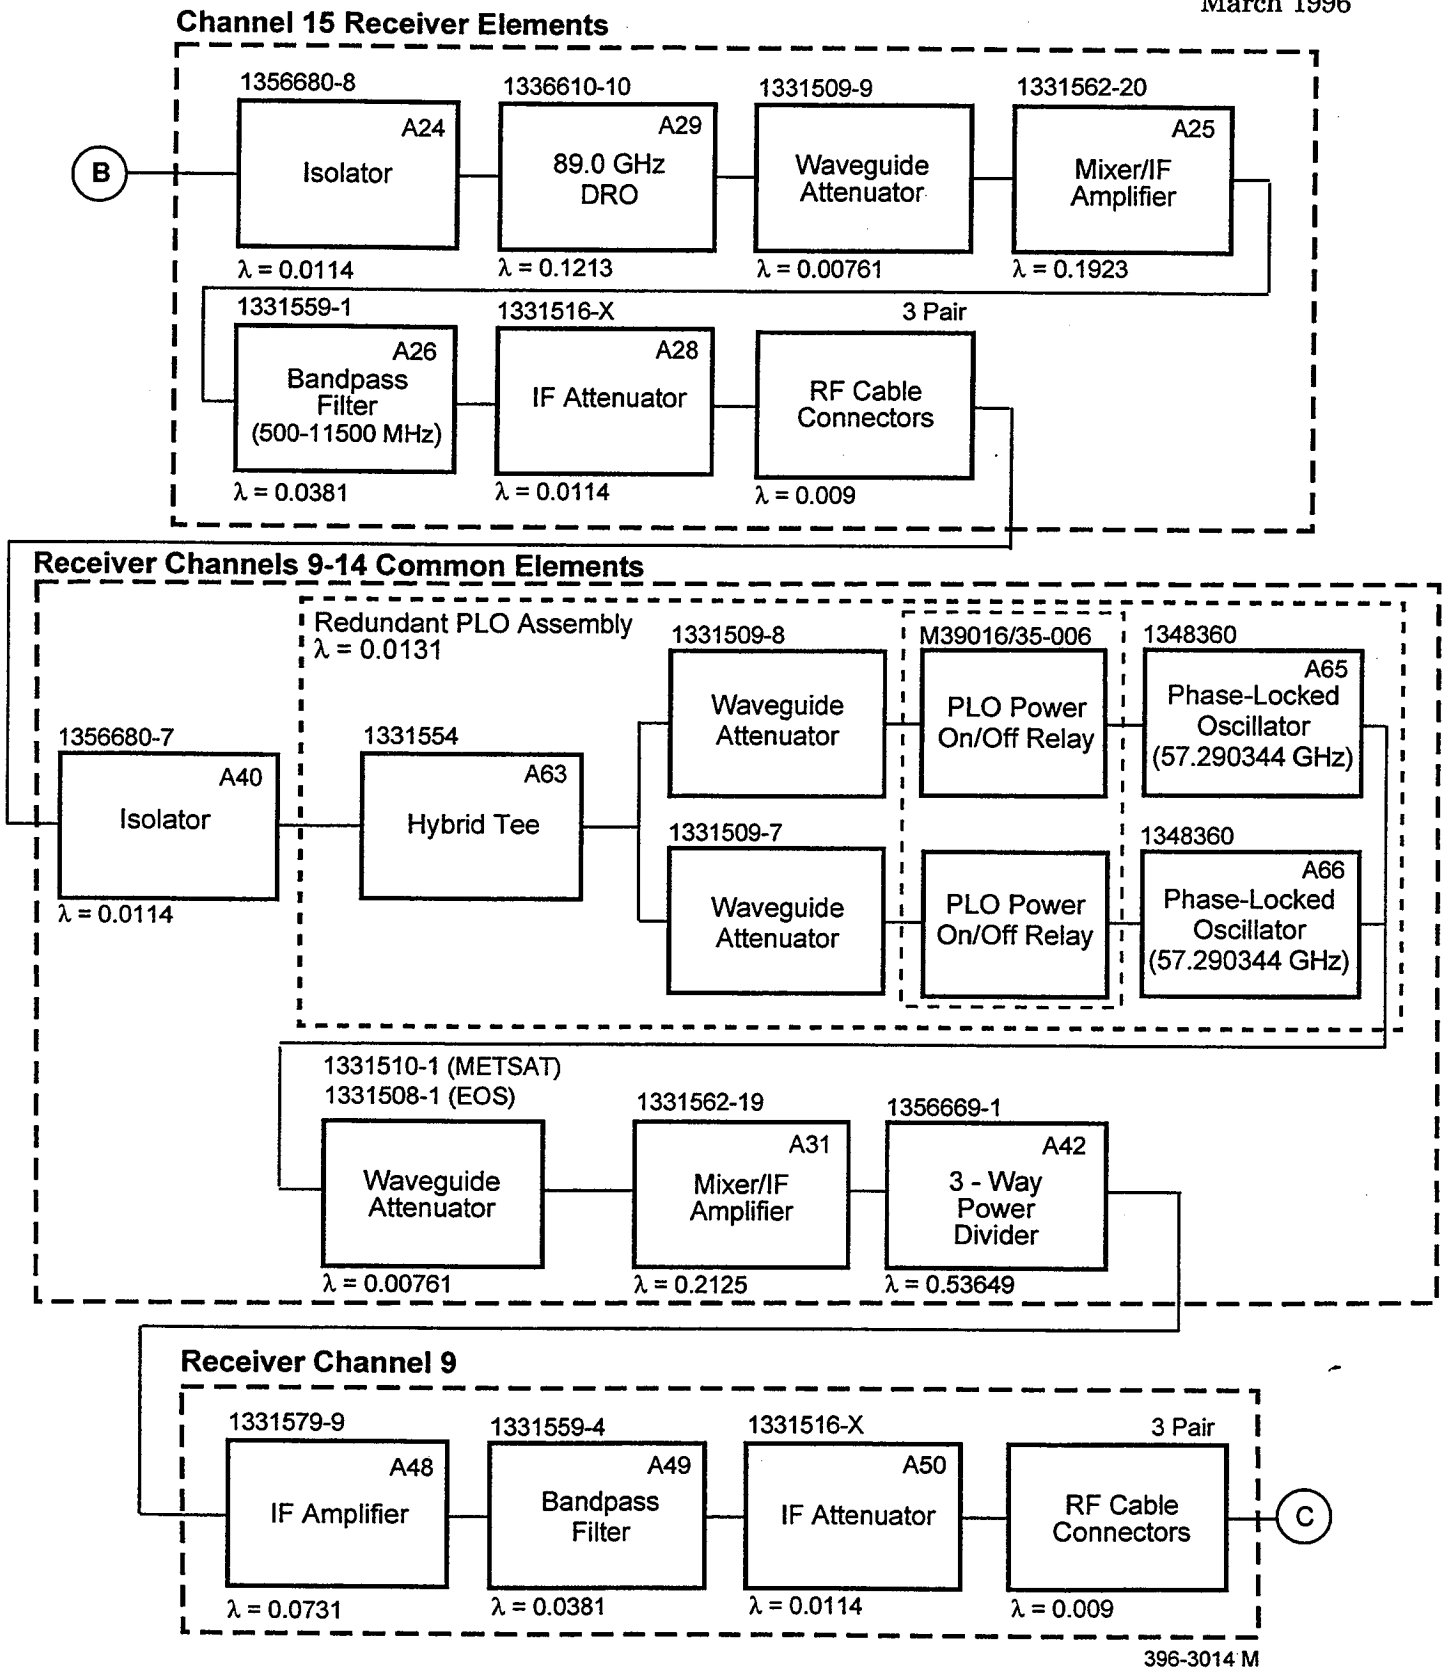 March 1996
Channel 15 Receiver Elements
1356680-8
1336610-10
1331509-9
1331562-20
B
A24
Isolator
A29
89.0 GHz
DRO
Waveguide
Attenuator
A25
Mixer/IF
Amplifier
λ = 0.0114
λ = 0.1213
λ = 0.00761
λ = 0.1923
1331559-1
1331516-X
3 Pair
A26
Bandpass
Filter
(500-11500 MHz)
A28
IF Attenuator
RF Cable
Connectors
λ = 0.0381
λ = 0.0114
λ = 0.009
Receiver Channels 9-14 Common Elements
Redundant PLO Assembly
λ = 0.0131
1331509-8
M39016/35-006
1348360
Waveguide
Attenuator
PLO Power
On/Off Relay
A65
Phase-Locked
Oscillator
(57.290344 GHz)
1356680-7
1331554
A40
Isolator
A63
Hybrid Tee
λ = 0.0114
1331509-7
1348360
Waveguide
Attenuator
PLO Power
On/Off Relay
A66
Phase-Locked
Oscillator
(57.290344 GHz)
1331510-1 (METSAT)
1331508-1 (EOS)
1331562-19
1356669-1
Waveguide
Attenuator
A31
Mixer/IF
Amplifier
A42
3 - Way
Power
Divider
λ = 0.00761
λ = 0.2125
λ = 0.53649
Receiver Channel 9
1331579-9
1331559-4
1331516-X
3 Pair
A48
IF Amplifier
A49
Bandpass
Filter
A50
IF Attenuator
RF Cable
Connectors
C
λ = 0.0731
λ = 0.0381
λ = 0.0114
λ = 0.009
396-3014 M